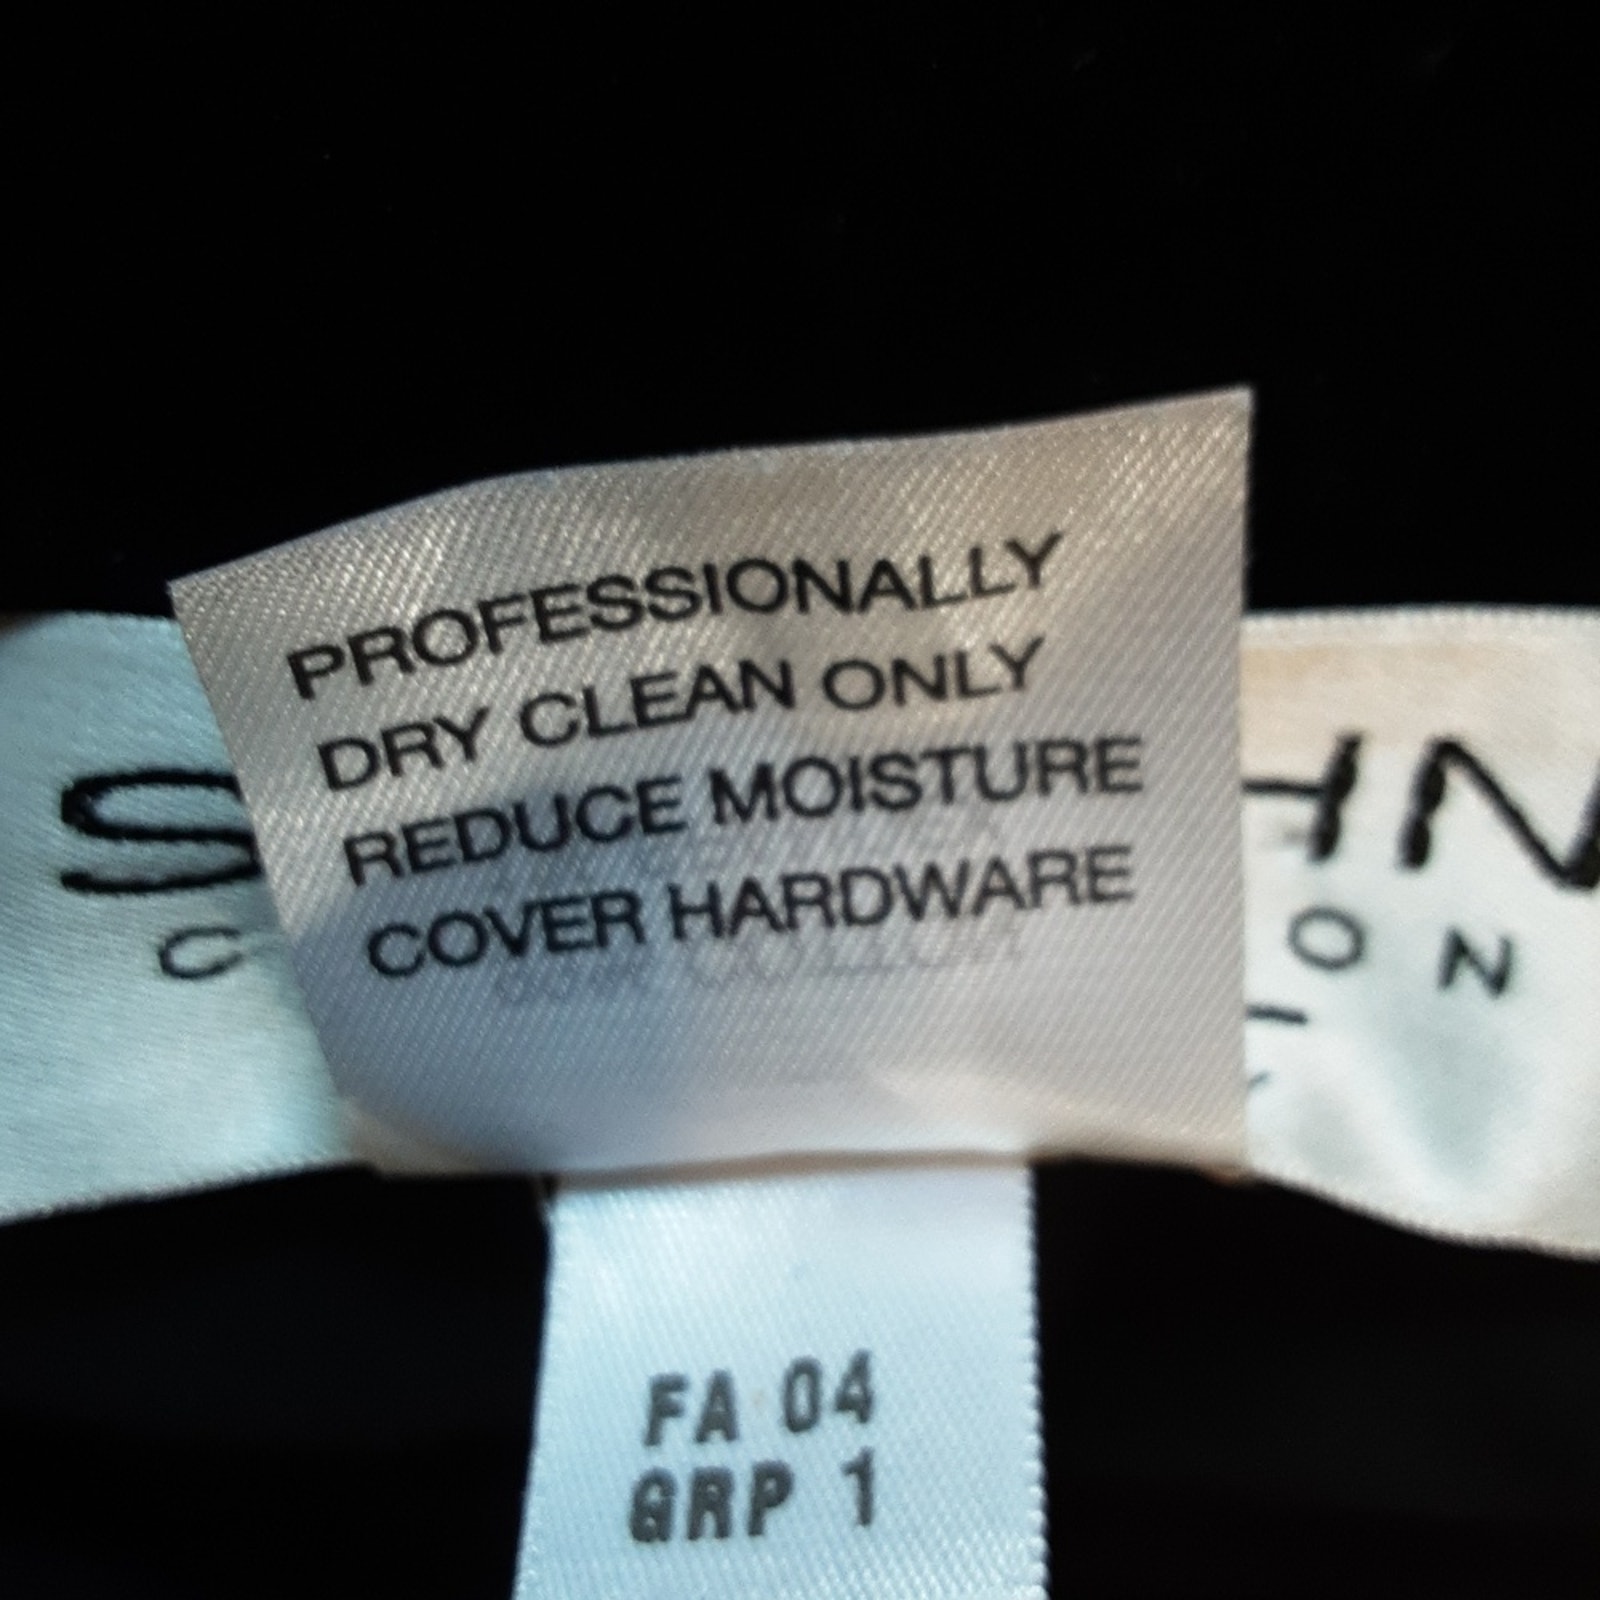 PROFESSIONALLY
DRY CLEAN ONLY
REDUCE MOISTURE
COVER HARDWARE
FA 04
GRP 1